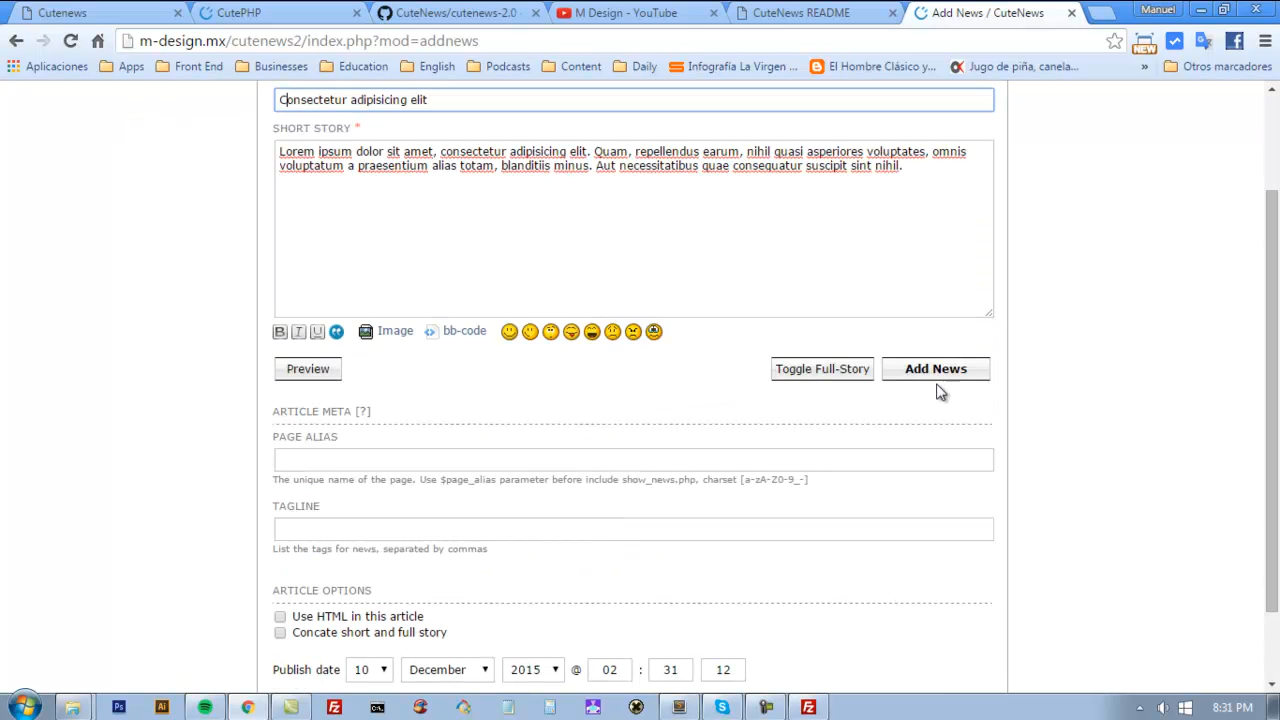 Cutenews
CutePHP
CuteNews/cutenews-2.0
M Design - YouTube
CuteNews README
Add News / CuteNews
Manuel
m-design.mx/cutenews2/index.php?mod=addnews
NEW
Aplicaciones
Apps
Front End
Businesses
Education
English
Podcasts
Content
Daily
Infografía La Virgen ...
El Hombre Clásico y...
Jugo de piña, canela...
»
Otros marcadores
Consectetur adipisicing elit
SHORT STORY *
Lorem ipsum dolor sit amet, consectetur adipisicing elit. Quam, repellendus earum, nihil quasi asperiores voluptates, omnis
voluptatum a praesentium alias totam, blanditiis minus. Aut necessitatibus quae consequatur suscipit sint nihil.
B I U Image bb-code
Preview
Toggle Full-Story
Add News
ARTICLE META [?]
PAGE ALIAS
The unique name of the page. Use $page_alias parameter before include show_news.php, charset [a-zA-Z0-9_-]
TAGLINE
List the tags for news, separated by commas
ARTICLE OPTIONS
Use HTML in this article
Concate short and full story
Publish date 10 December 2015 @ 02 : 31 12
Ps
Ai
Fz
Fz
8:31 PM